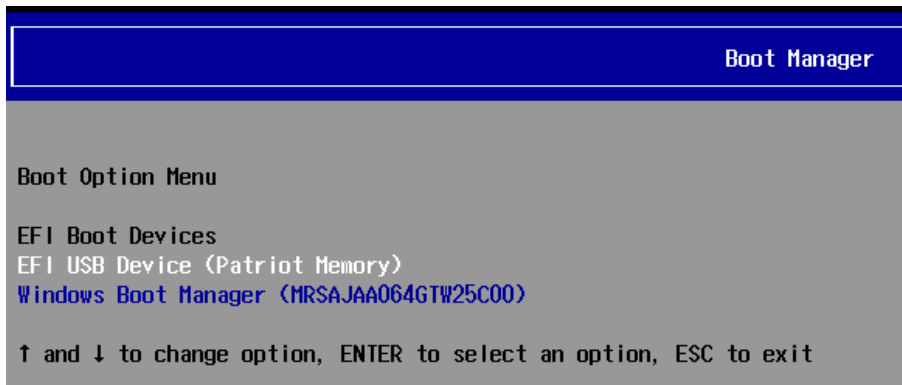 Boot Manager
Boot Option Menu
EFI Boot Devices
EFI USB Device (Patriot Memory)
Windows Boot Manager (MRSAJAA064GTW25C00)
↑ and ↓ to change option, ENTER to select an option, ESC to exit